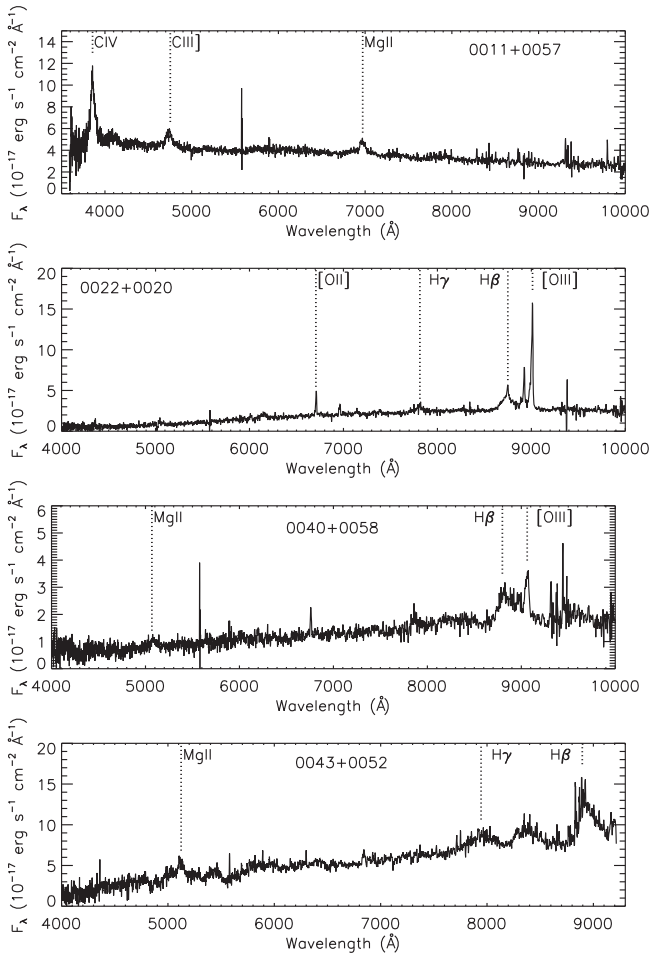 CIV CIII] MgII 0011+0057
14
12
10
8
6
4
2
0
4000 5000 6000 7000 8000 9000 10000
Wavelength (Å)
Fλ (10⁻¹⁷ erg s⁻¹ cm⁻² Å⁻¹)
0022+0020 [OII] Hγ Hβ [OIII]
20
15
10
5
0
4000 5000 6000 7000 8000 9000 10000
Wavelength (Å)
Fλ (10⁻¹⁷ erg s⁻¹ cm⁻² Å⁻¹)
MgII 0040+0058 Hβ [OIII]
6
5
4
3
2
1
0
4000 5000 6000 7000 8000 9000 10000
Wavelength (Å)
Fλ (10⁻¹⁷ erg s⁻¹ cm⁻² Å⁻¹)
MgII 0043+0052 Hγ Hβ
20
15
10
5
0
4000 5000 6000 7000 8000 9000
Wavelength (Å)
Fλ (10⁻¹⁷ erg s⁻¹ cm⁻² Å⁻¹)